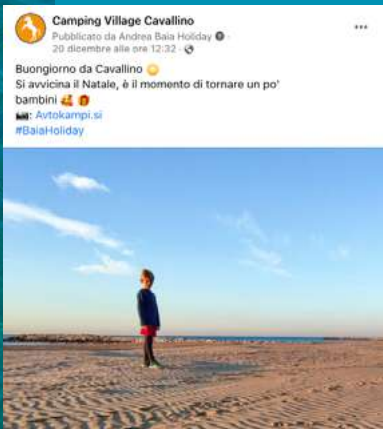 Camping Village Cavallino
Pubblicato da Andrea Baia Holiday
20 dicembre alle ore 12:32 ·
Buongiorno da Cavallino 😊
Si avvicina il Natale, è il momento di tornare un po'
bambini 🥰 🎁
📷: Avtokampi.si
#BaiaHoliday